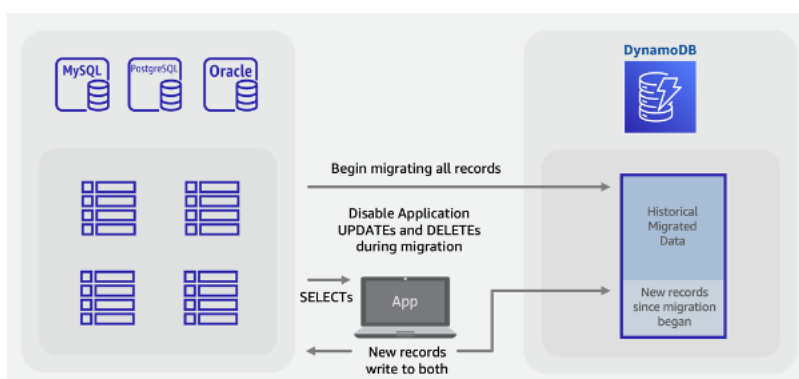 MySQL
PostgreSQL
Oracle
DynamoDB
Begin migrating all records
Disable Application
UPDATEs and DELETEs
during migration
SELECTs
App
New records
write to both
Historical
Migrated
Data
New records
since migration
began